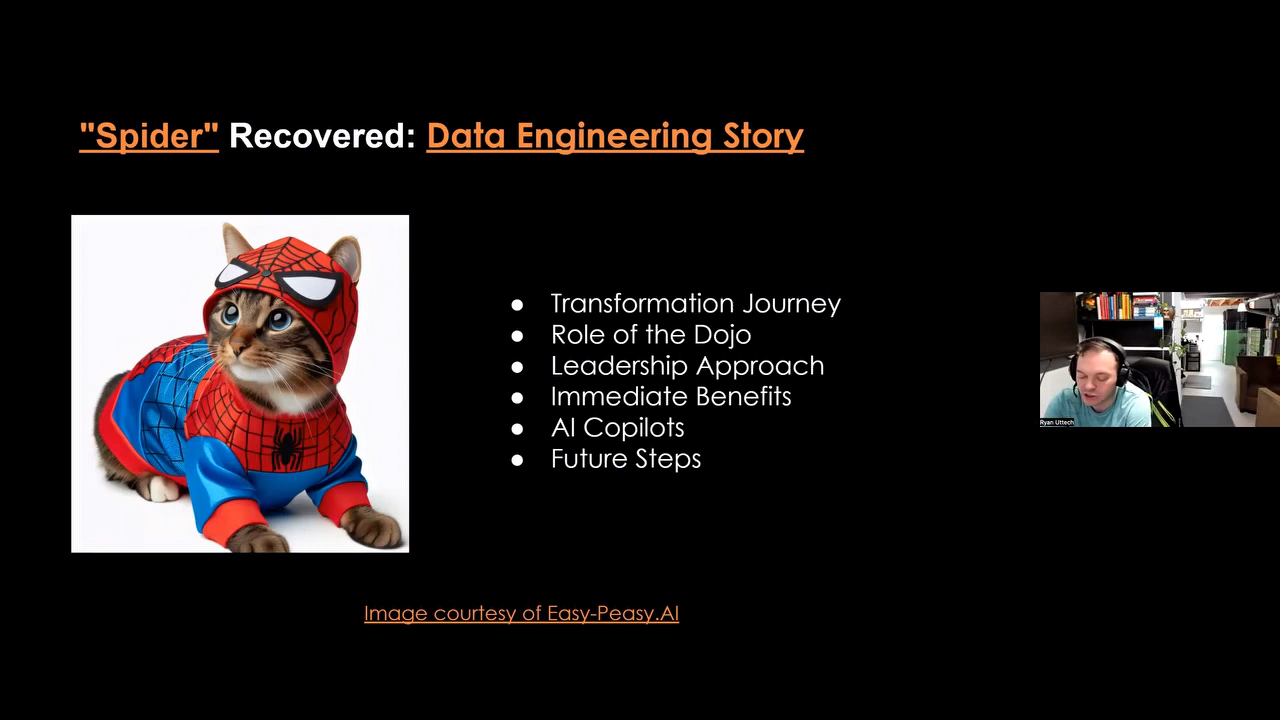 "Spider" Recovered: Data Engineering Story
● Transformation Journey
● Role of the Dojo
● Leadership Approach
● Immediate Benefits
● AI Copilots
● Future Steps
Ryan Uttech
Image courtesy of Easy-Peasy.AI